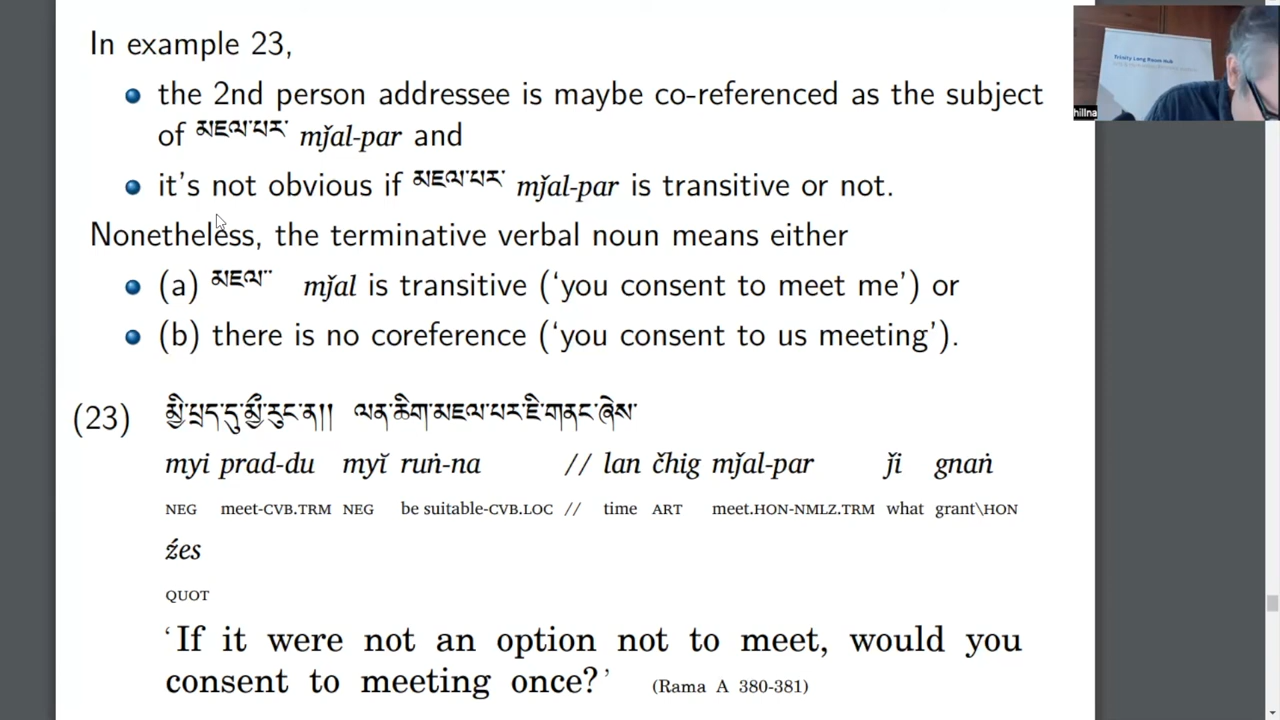 In example 23,
the 2nd person addressee is maybe co-referenced as the subject
of མཇལ་པར་ mǰal-par and
it's not obvious if མཇལ་པར་ mǰal-par is transitive or not.
Nonetheless, the terminative verbal noun means either
(a) མཇལ་ mǰal is transitive (‘you consent to meet me’) or
(b) there is no coreference (‘you consent to us meeting’).
(23) མྱི་པྲད་དུ་མྱྀ་རུང་ན།། ལན་ཆིག་མཇལ་པར་ཇི་གནང་ཞེས་
myi prad-du myĭ ruṅ-na // lan čhig mǰal-par ǰi gnaṅ
NEG meet-CVB.TRM NEG be suitable-CVB.LOC // time ART meet.HON-NMLZ.TRM what grant\HON
źes
QUOT
‘If it were not an option not to meet, would you
consent to meeting once?’ (Rama A 380-381)
Trinity Long Room Hub
hillna